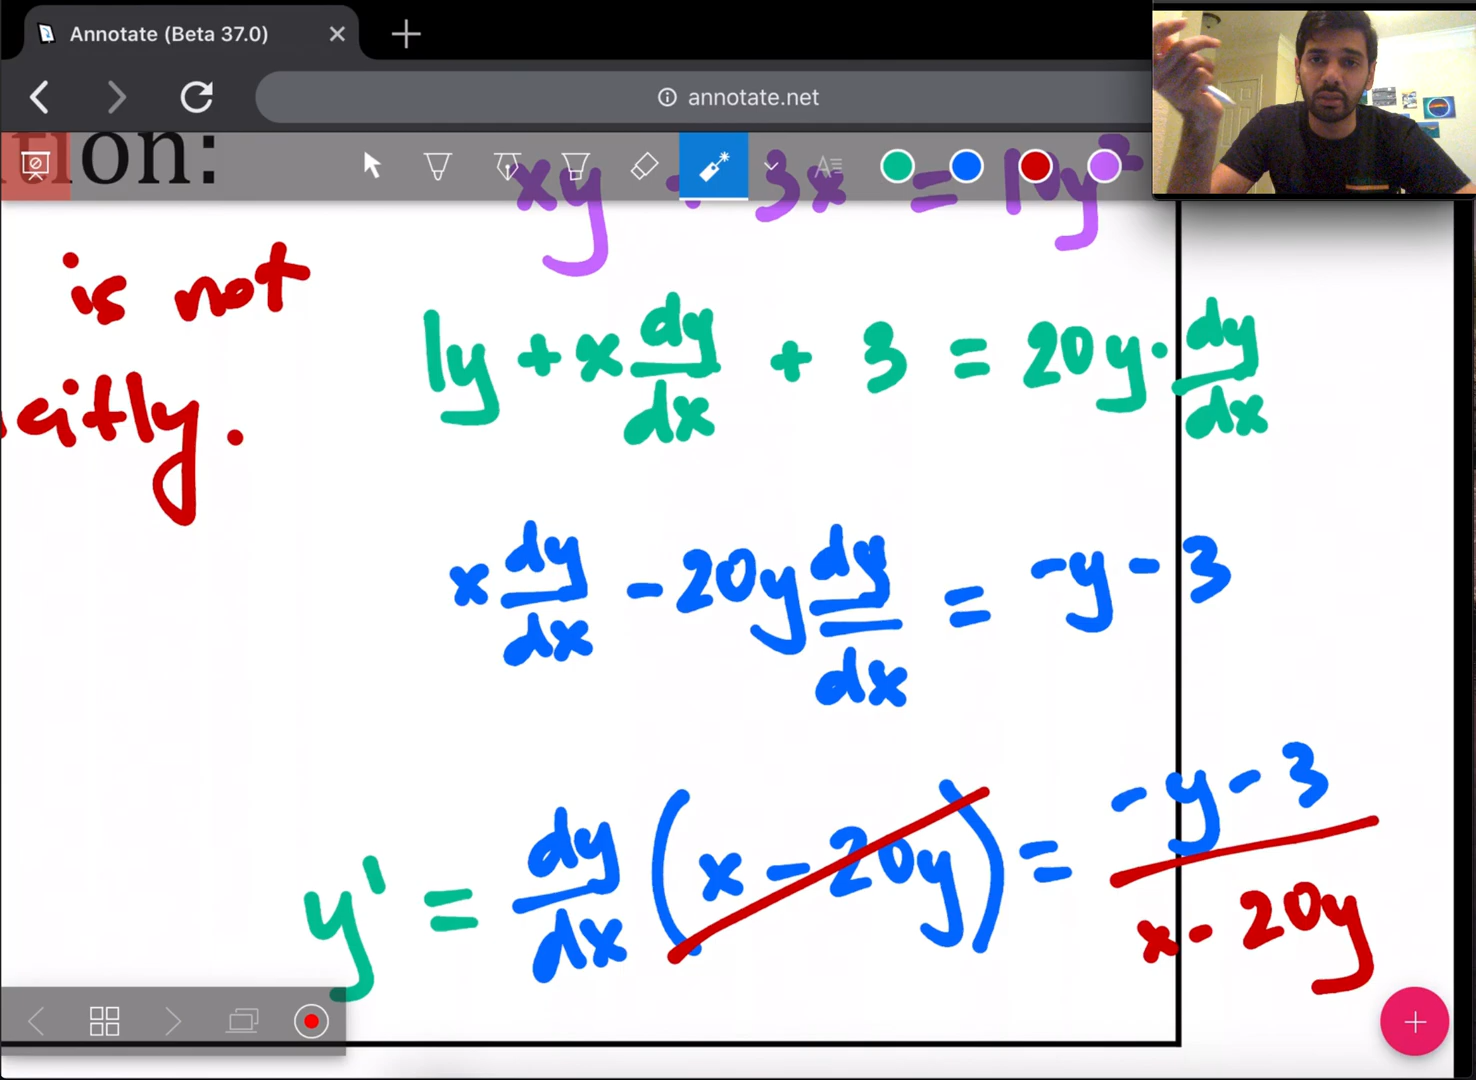 Annotate (Beta 37.0)
annotate.net
tion:
xy + 3x = 10y²
is not
citly.
1y + x dy/dx + 3 = 20y · dy/dx
x dy/dx - 20y dy/dx = -y - 3
y' = dy/dx (x - 20y) = -y - 3 / x - 20y